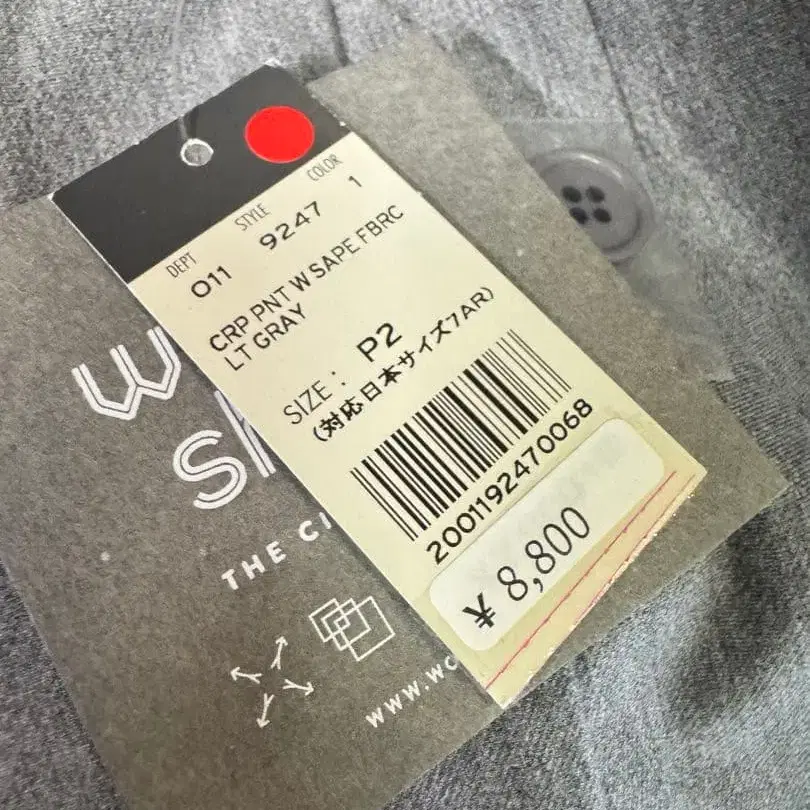 DEPT STYLE COLOR
011 9247 1
CRP PNT W SAPE FBRC
LT GRAY
SIZE: P2
(対応日本サイズ7AR)
2001192470068
¥ 8,800
THE
WWW.